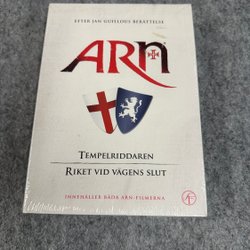 EFTER JAN GUILLOUS BERÄTTELSE
ARN
TEMPELRIDDAREN
RIKET VID VÄGENS SLUT
INNEHÅLLER BÅDA ARN-FILMERNA